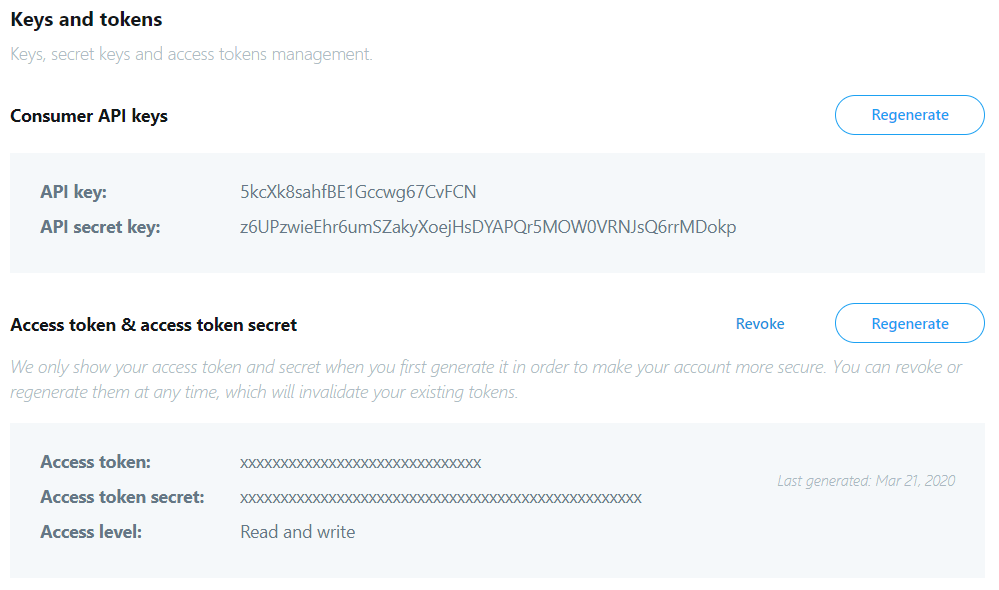 Keys and tokens
Keys, secret keys and access tokens management.
Consumer API keys
Regenerate
API key: 5kcXk8sahfBE1Gccwg67CvFCN
API secret key: z6UPzwieEhr6umSZakyXoejHsDYAPQr5MOW0VRNJsQ6rrMDokp
Access token & access token secret
Revoke
Regenerate
We only show your access token and secret when you first generate it in order to make your account more secure. You can revoke or
regenerate them at any time, which will invalidate your existing tokens.
Access token: xxxxxxxxxxxxxxxxxxxxxxxxxxxxxx
Last generated: Mar 21, 2020
Access token secret: xxxxxxxxxxxxxxxxxxxxxxxxxxxxxxxxxxxxxxxxxxxxxxxxxx
Access level: Read and write